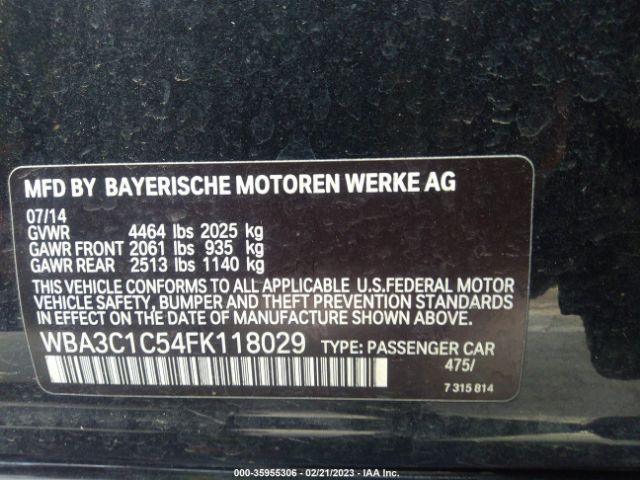 MFD BY BAYERISCHE MOTOREN WERKE AG
07/14
GVWR 4464 lbs 2025 kg
GAWR FRONT 2061 lbs 935 kg
GAWR REAR 2513 lbs 1140 kg
THIS VEHICLE CONFORMS TO ALL APPLICABLE U.S.FEDERAL MOTOR
VEHICLE SAFETY, BUMPER AND THEFT PREVENTION STANDARDS
IN EFFECT ON THE DATE OF MANUFACTURE SHOWN ABOVE.
WBA3C1C54FK118029 TYPE: PASSENGER CAR
475/
7 315 814
000-35955306 - 02/21/2023 - IAA Inc.